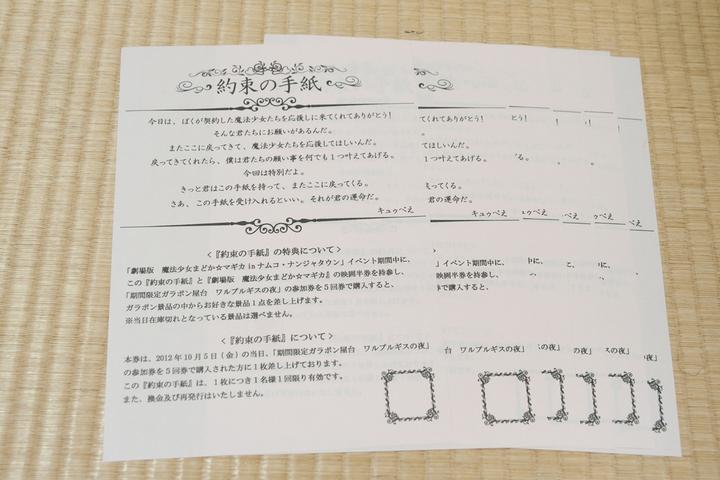 約束の手紙
今日は、ぼくが契約した魔法少女たちを応援しに来てくれてありがとう!
そんな君たちにお願いがあるんだ。
またここに戻ってきて、魔法少女たちを応援してほしいんだ。
戻ってきてくれたら、僕は君たちの願い事を何でも1つ叶えてあげる。
今回は特別だよ。
きっと君はこの手紙を持って、またここに戻ってくる。
さあ、この手紙を受け入れるといい。それが君の運命だ。
キュゥべえ
<『約束の手紙』の特典について>
「劇場版 魔法少女まどか☆マギカ in ナムコ・ナンジャタウン」イベント期間中に、
この『約束の手紙』と『劇場版 魔法少女まどか☆マギカ』の映画半券を持参し、
「期間限定ガラポン屋台 ワルプルギスの夜」の参加券を5回券で購入すると、
ガラポン景品の中からお好きな景品1点を差し上げます。
※当日在庫切れとなっている景品は選べません。
<『約束の手紙』について>
本券は、2012年10月5日(金)の当日、「期間限定ガラポン屋台 ワルプルギスの夜」
の参加券を5回券で購入された方に1枚差し上げております。
この『約束の手紙』は、1枚につき1名様1回限り有効です。
また、換金及び再発行はいたしません。
てくれてありがとう!
。
てほしいんだ。
1つ叶えてあげる。
戻ってくる。
君の運命だ。
キュゥべえ
」イベント期間中に、
映画半券を持参し、
で購入すると、
台 ワルプルギスの夜」
とう!
る。
ゥべえ
中に、
スの夜」
!
。
べえ
に、
の夜」
!
。
ゥべえ
、
の夜」
!
べえ
夜」